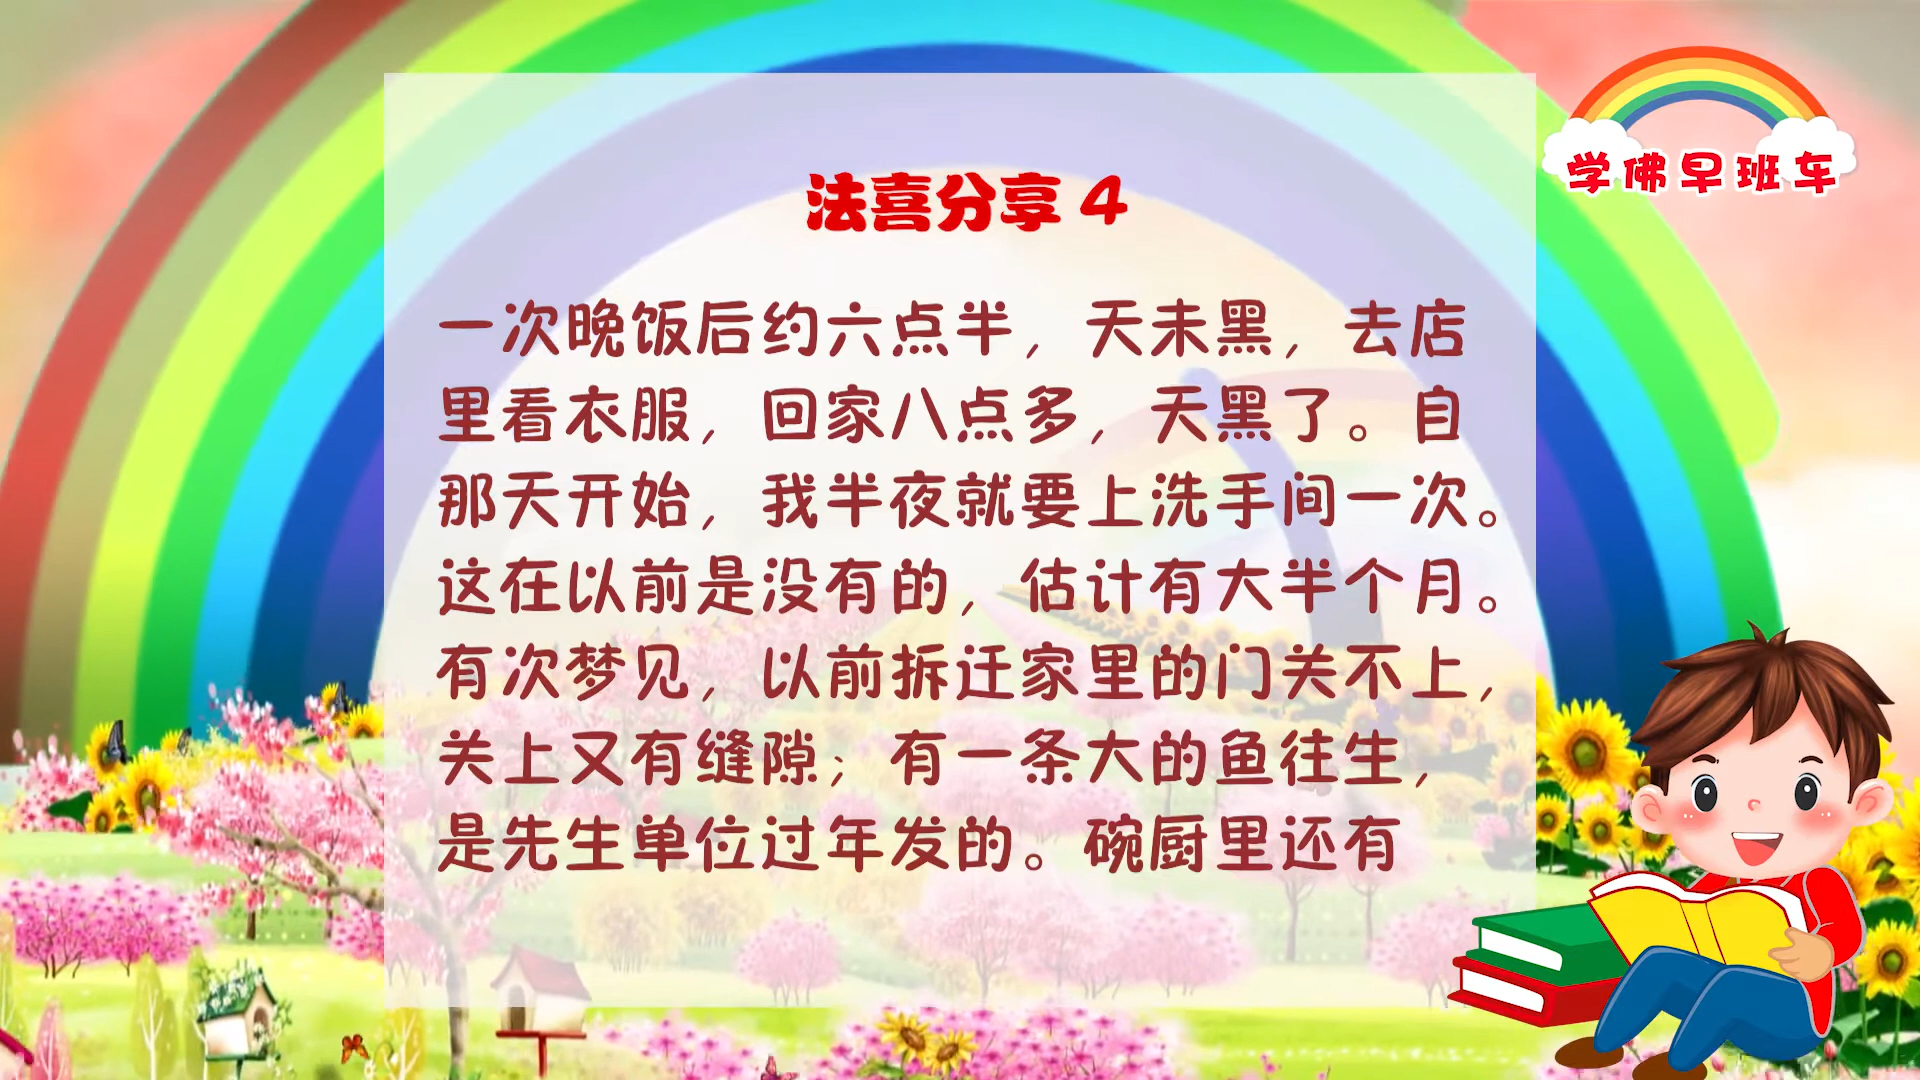 学佛早班车
法喜分享 4
一次晚饭后约六点半，天未黑，去店
里看衣服，回家八点多，天黑了。自
那天开始，我半夜就要上洗手间一次。
这在以前是没有的，估计有大半个月。
有次梦见，以前拆迁家里的门关不上，
关上又有缝隙；有一条大的鱼往生，
是先生单位过年发的。碗厨里还有